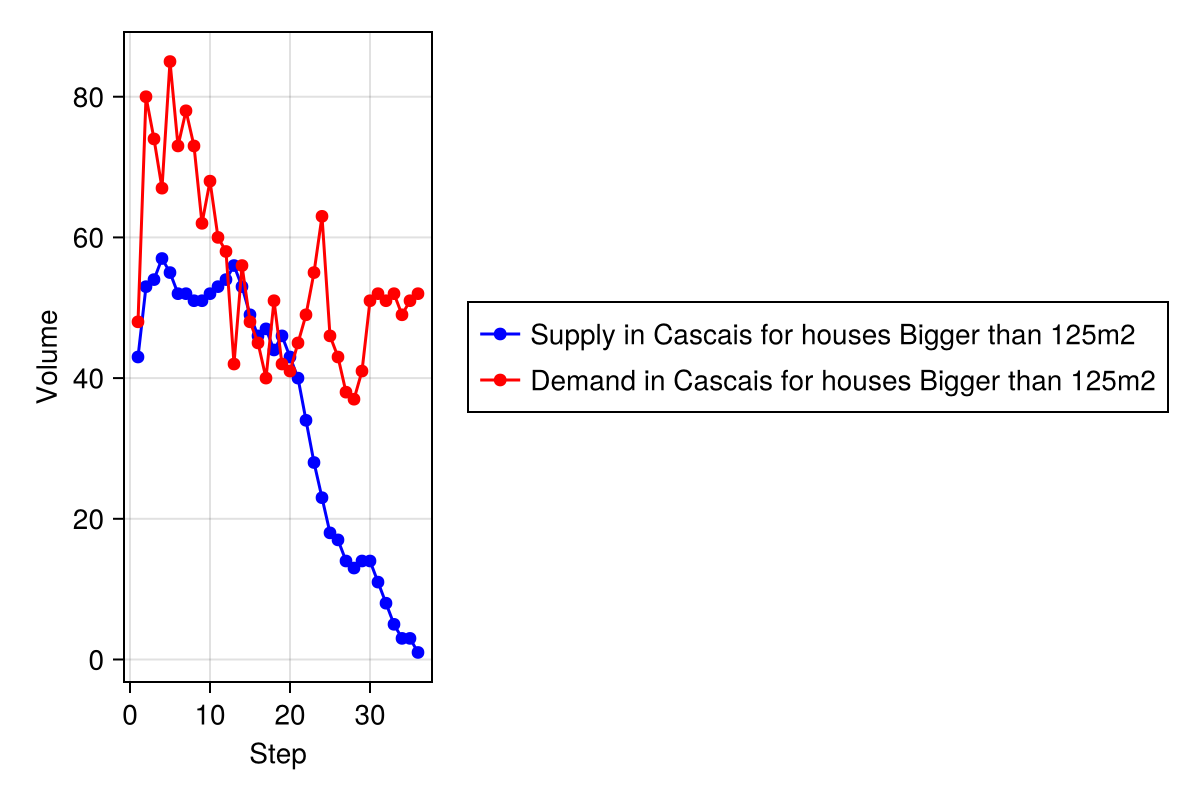 Volume
80
60
40
20
0
0 10 20 30
Step
Supply in Cascais for houses Bigger than 125m2
Demand in Cascais for houses Bigger than 125m2